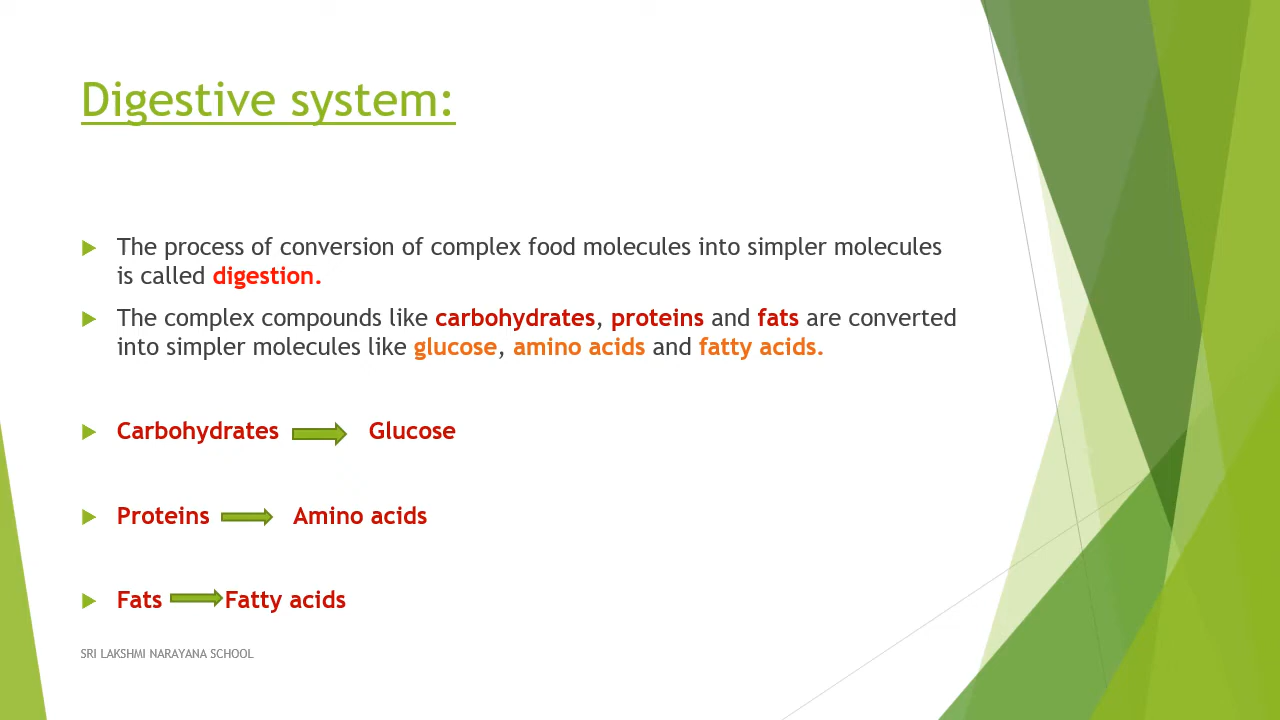 Digestive system:
The process of conversion of complex food molecules into simpler molecules
is called digestion.
The complex compounds like carbohydrates, proteins and fats are converted
into simpler molecules like glucose, amino acids and fatty acids.
Carbohydrates Glucose
Proteins Amino acids
Fats Fatty acids
SRI LAKSHMI NARAYANA SCHOOL